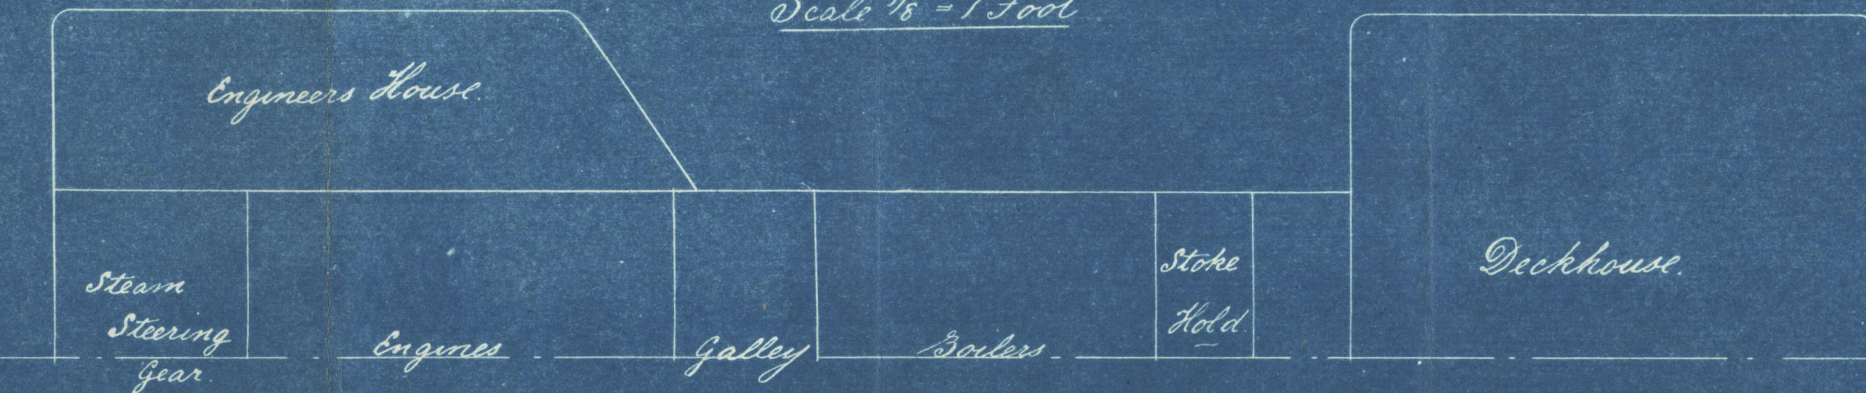 Scale 1/8 = 1 Foot
Engineers House.
Steam
Steering
Gear.
Engines
Galley
Boilers
Stoke
Hold.
Deckhouse.